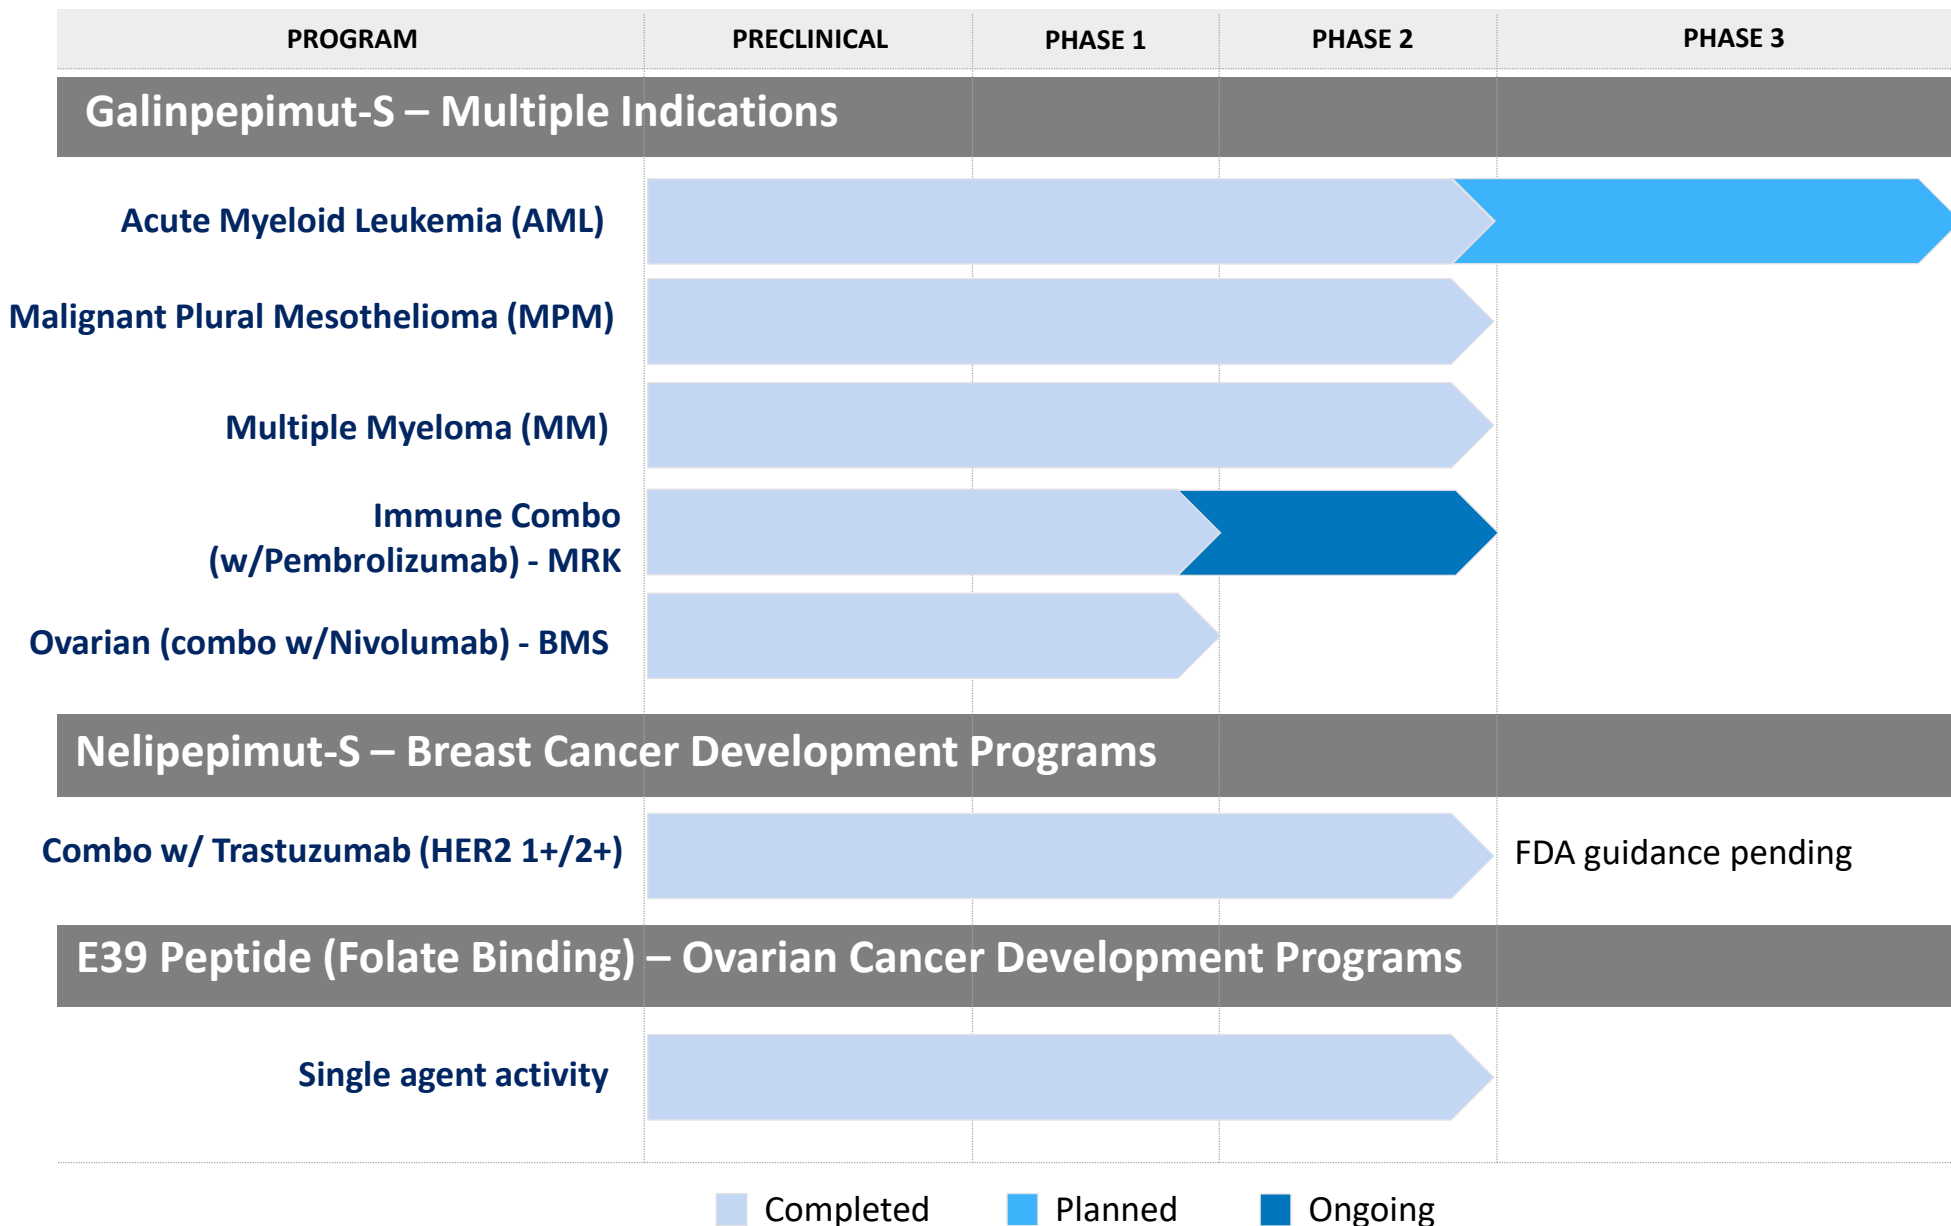 PROGRAM PRECLINICAL PHASE 1 PHASE 2 PHASE 3
Galinpepimut-S – Multiple Indications
Acute Myeloid Leukemia (AML)
Malignant Plural Mesothelioma (MPM)
Multiple Myeloma (MM)
Immune Combo
(w/Pembrolizumab) - MRK
Ovarian (combo w/Nivolumab) - BMS
Nelipepimut-S – Breast Cancer Development Programs
Combo w/ Trastuzumab (HER2 1+/2+) FDA guidance pending
E39 Peptide (Folate Binding) – Ovarian Cancer Development Programs
Single agent activity
Completed Planned Ongoing